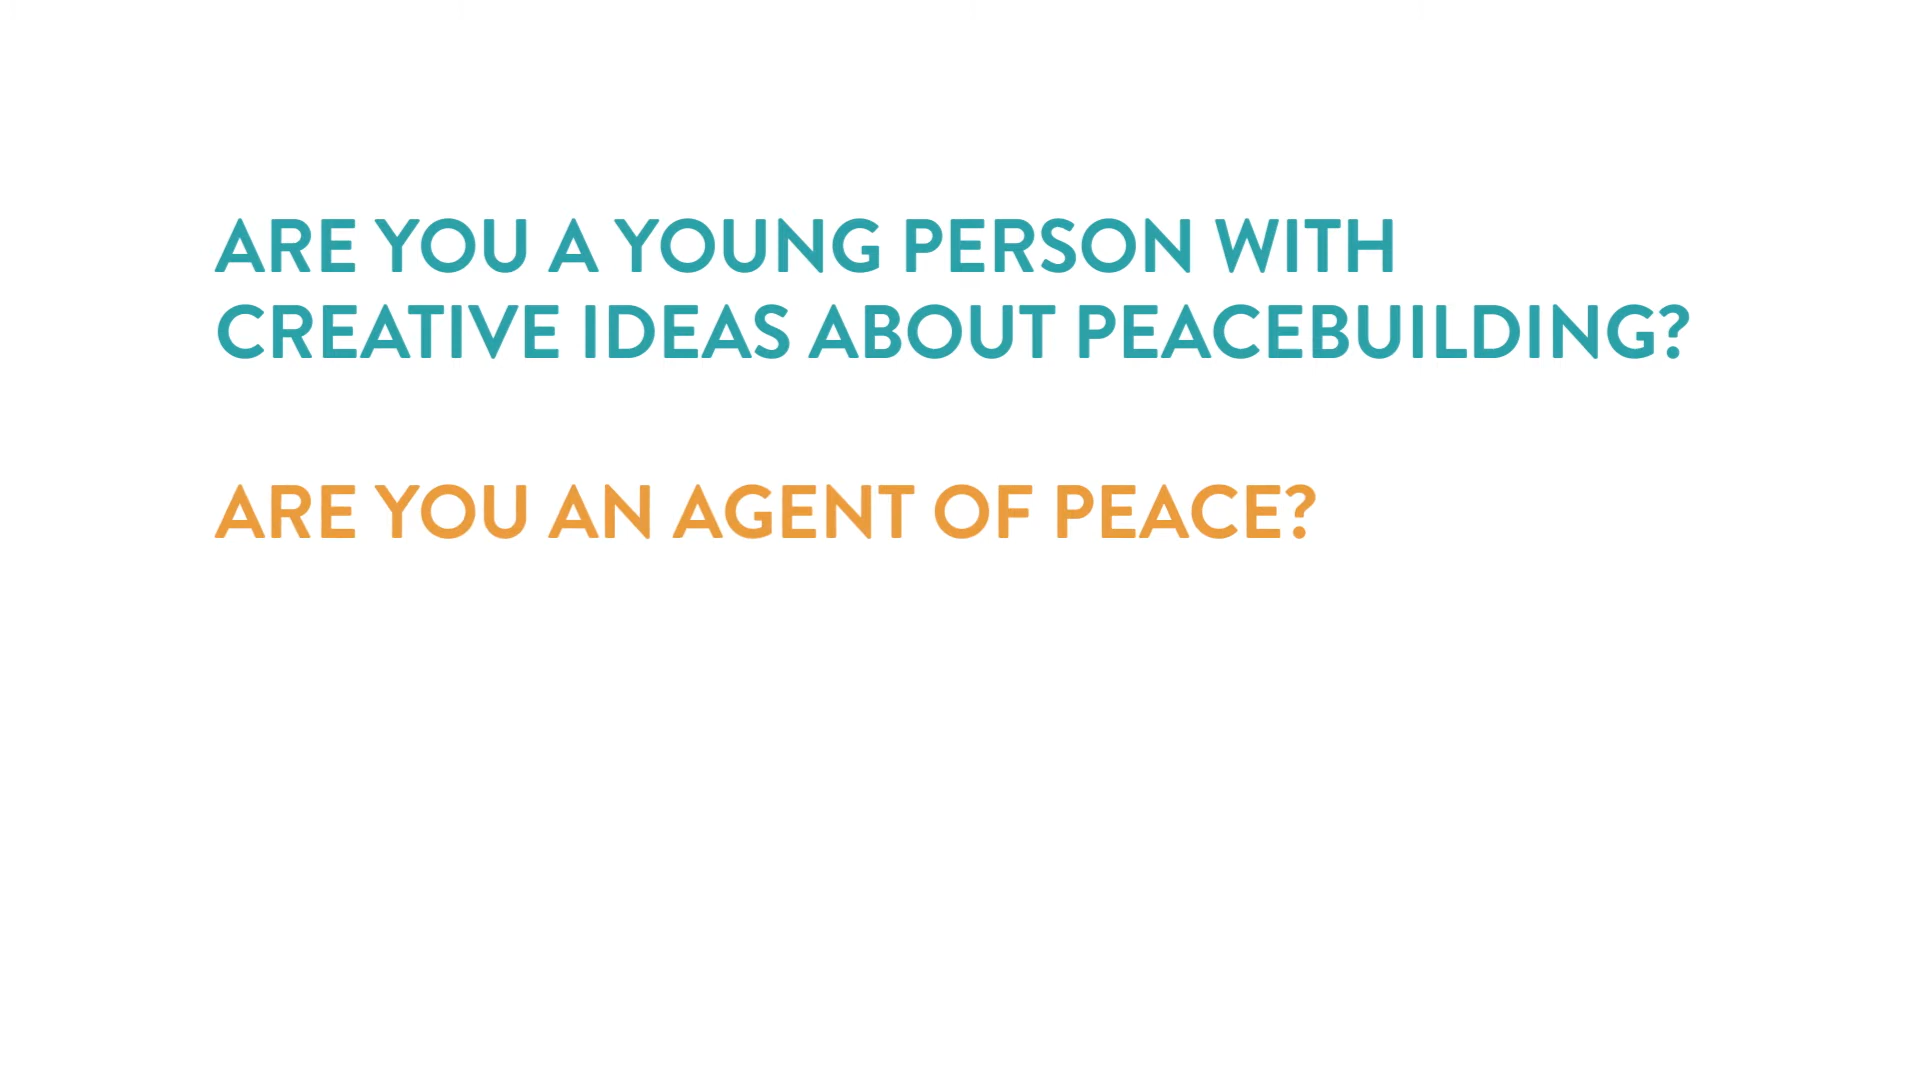 ARE YOU A YOUNG PERSON WITH
CREATIVE IDEAS ABOUT PEACEBUILDING?
ARE YOU AN AGENT OF PEACE?